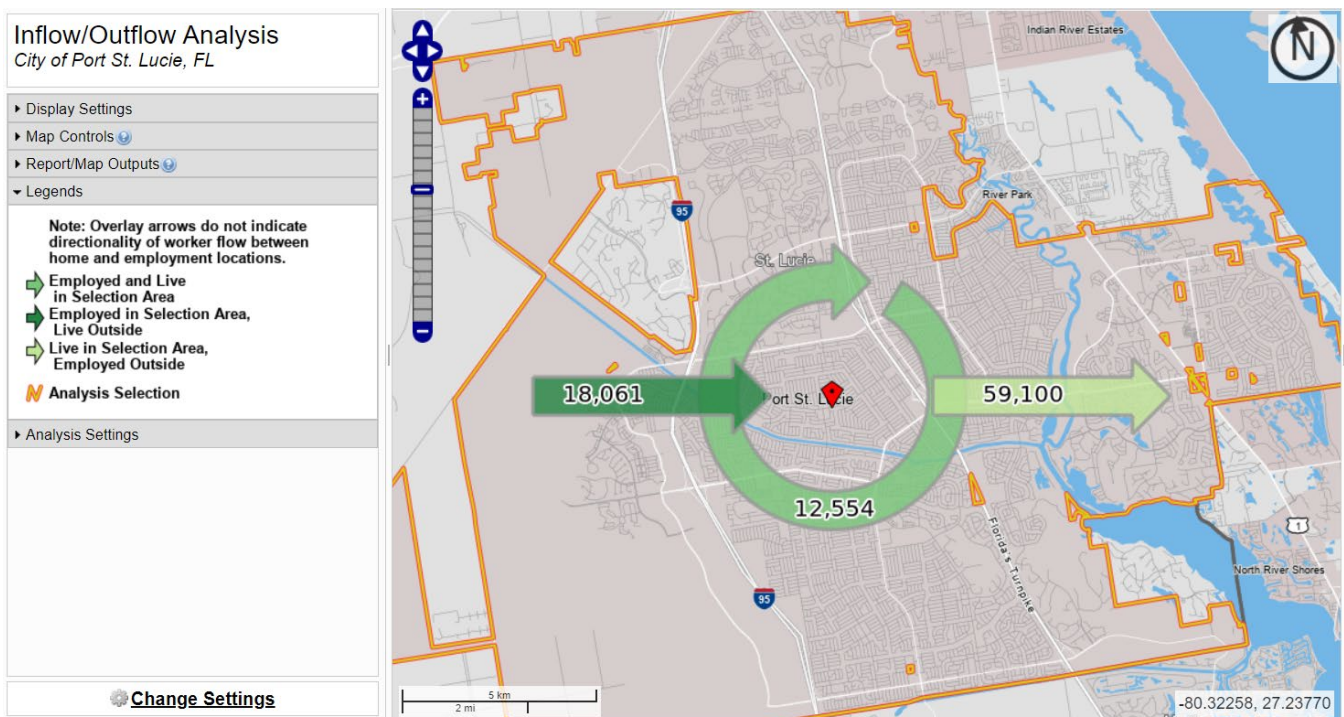 Inflow/Outflow Analysis
City of Port St. Lucie, FL
Display Settings
Map Controls
Report/Map Outputs
Legends
Note: Overlay arrows do not indicate
directionality of worker flow between
home and employment locations.
Employed and Live
in Selection Area
Employed in Selection Area,
Live Outside
Live in Selection Area,
Employed Outside
Analysis Selection
Analysis Settings
Change Settings
Indian River Estates
N
River Park
95
St. Lucie
18,061
Port St. Lucie
59,100
12,554
1
Florida's Turnpike
North River Shores
95
5 km
2 mi
-80.32258, 27.23770